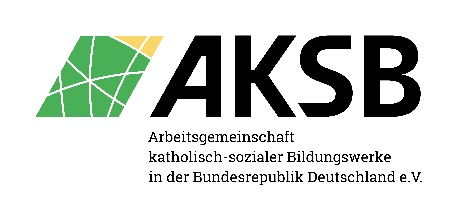 AKSB
Arbeitsgemeinschaft
katholisch-sozialer Bildungswerke
in der Bundesrepublik Deutschland e.V.